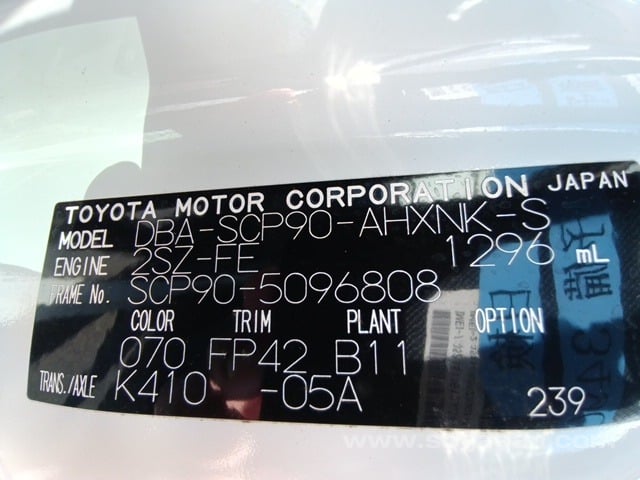 TOYOTA MOTOR CORPORATION JAPAN
MODEL DBA-SCP90-AHXNK-S
ENGINE 2SZ-FE 1296 mL
FRAME No. SCP90-5096808
COLOR TRIM PLANT OPTION
070 FP42 B11
TRANS./AXLE K410 -05A 239